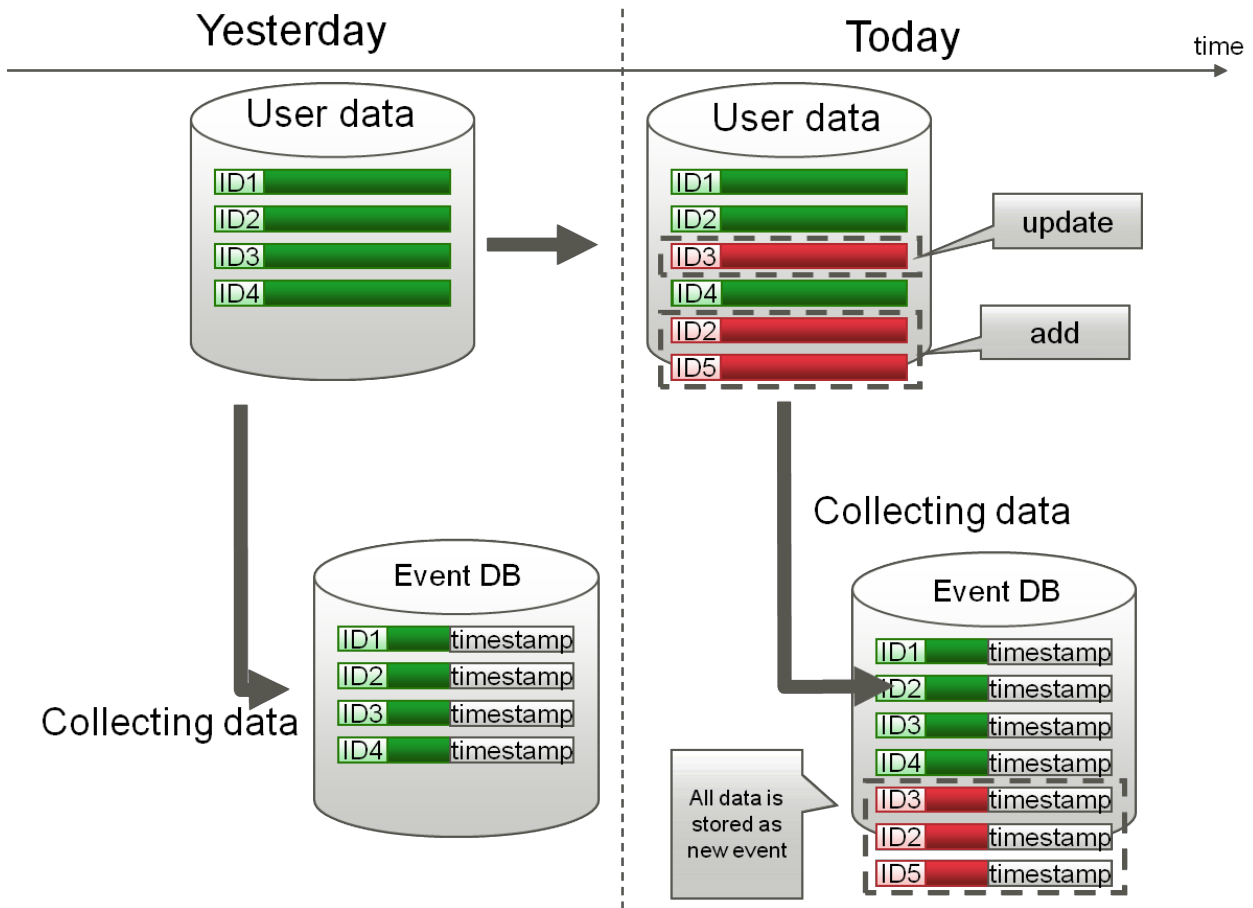 Yesterday
Today
time
User data
ID1
ID2
ID3
ID4
User data
ID1
ID2
ID3
ID4
ID2
ID5
update
add
Collecting data
Event DB
ID1 timestamp
ID2 timestamp
ID3 timestamp
ID4 timestamp
Collecting data
Event DB
ID1 timestamp
ID2 timestamp
ID3 timestamp
ID4 timestamp
ID3 timestamp
ID2 timestamp
ID5 timestamp
All data is
stored as
new event